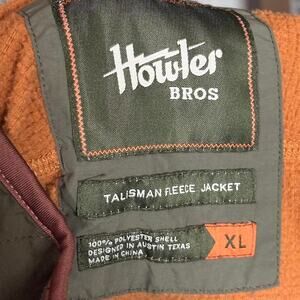 Howler
BROS
TALISMAN FLEECE JACKET
100% POLYESTER SHELL
DESIGNED IN AUSTIN TEXAS
MADE IN CHINA
XL